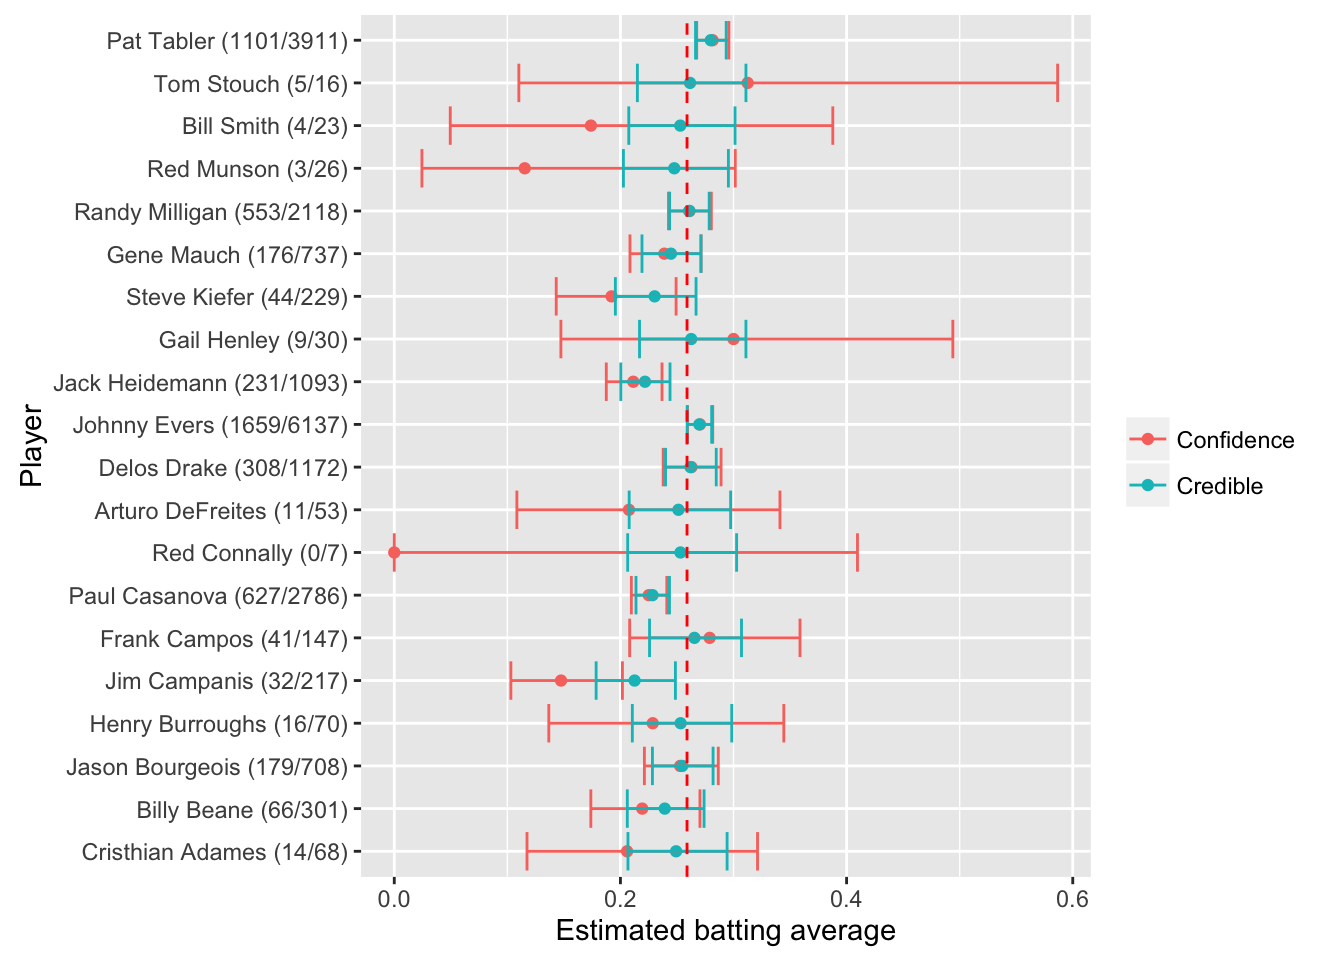 Pat Tabler (1101/3911)
Tom Stouch (5/16)
Bill Smith (4/23)
Red Munson (3/26)
Randy Milligan (553/2118)
Gene Mauch (176/737)
Steve Kiefer (44/229)
Gail Henley (9/30)
Jack Heidemann (231/1093)
Johnny Evers (1659/6137)
Delos Drake (308/1172)
Arturo DeFreites (11/53)
Red Connally (0/7)
Paul Casanova (627/2786)
Frank Campos (41/147)
Jim Campanis (32/217)
Henry Burroughs (16/70)
Jason Bourgeois (179/708)
Billy Beane (66/301)
Cristhian Adames (14/68)
Player
0.0 0.2 0.4 0.6
Estimated batting average
Confidence
Credible